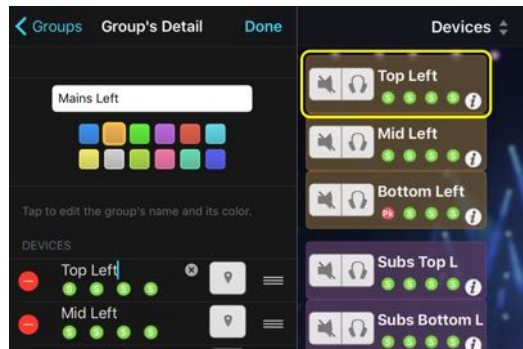 Groups Group's Detail Done
Mains Left
Tap to edit the group's name and its color.
DEVICES
Top Left
S S S S
Mid Left
S S S S
Devices
Top Left
S S S S i
Mid Left
S S S S i
Bottom Left
Pk S S S i
Subs Top L
S S S S i
Subs Bottom L
S S S S i